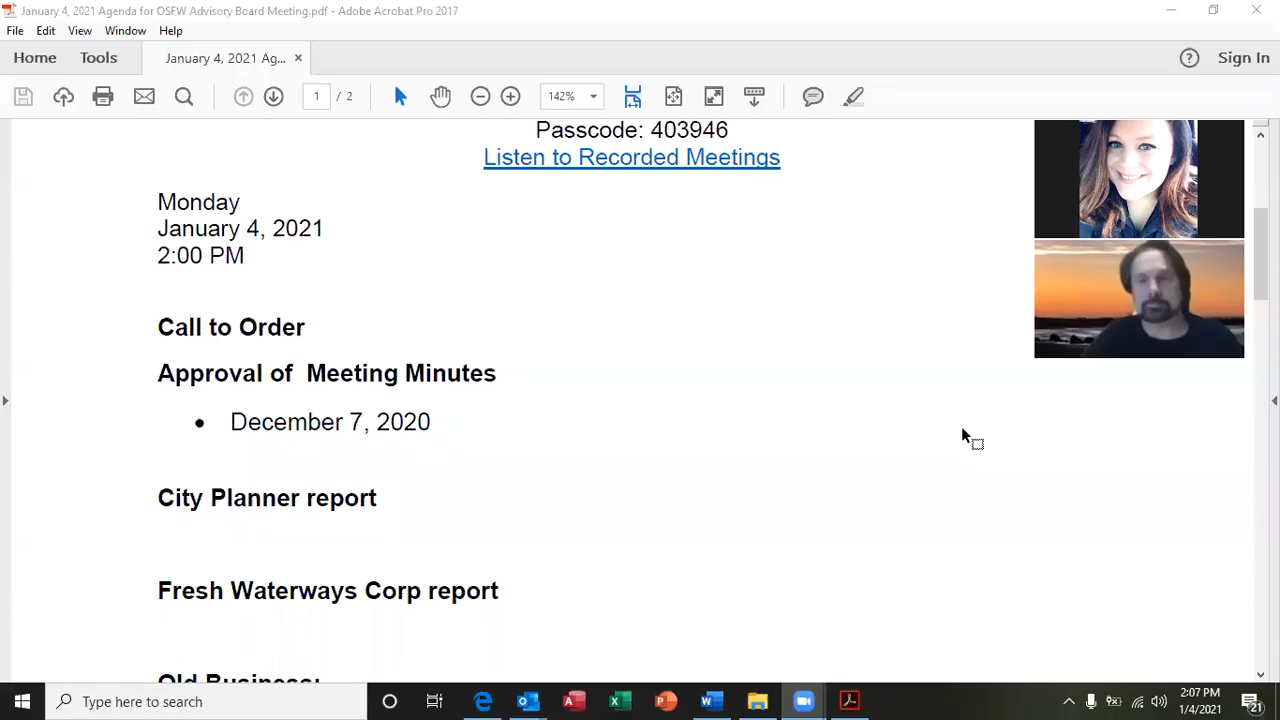 January 4, 2021 Agenda for OSFW Advisory Board Meeting.pdf - Adobe Acrobat Pro 2017
File Edit View Window Help
Home Tools January 4, 2021 Ag... × Sign In
1 / 2 142%
Passcode: 403946
Listen to Recorded Meetings
Monday
January 4, 2021
2:00 PM
Call to Order
Approval of Meeting Minutes
• December 7, 2020
City Planner report
Fresh Waterways Corp report
Old Business:
Type here to search
2:07 PM
1/4/2021
21